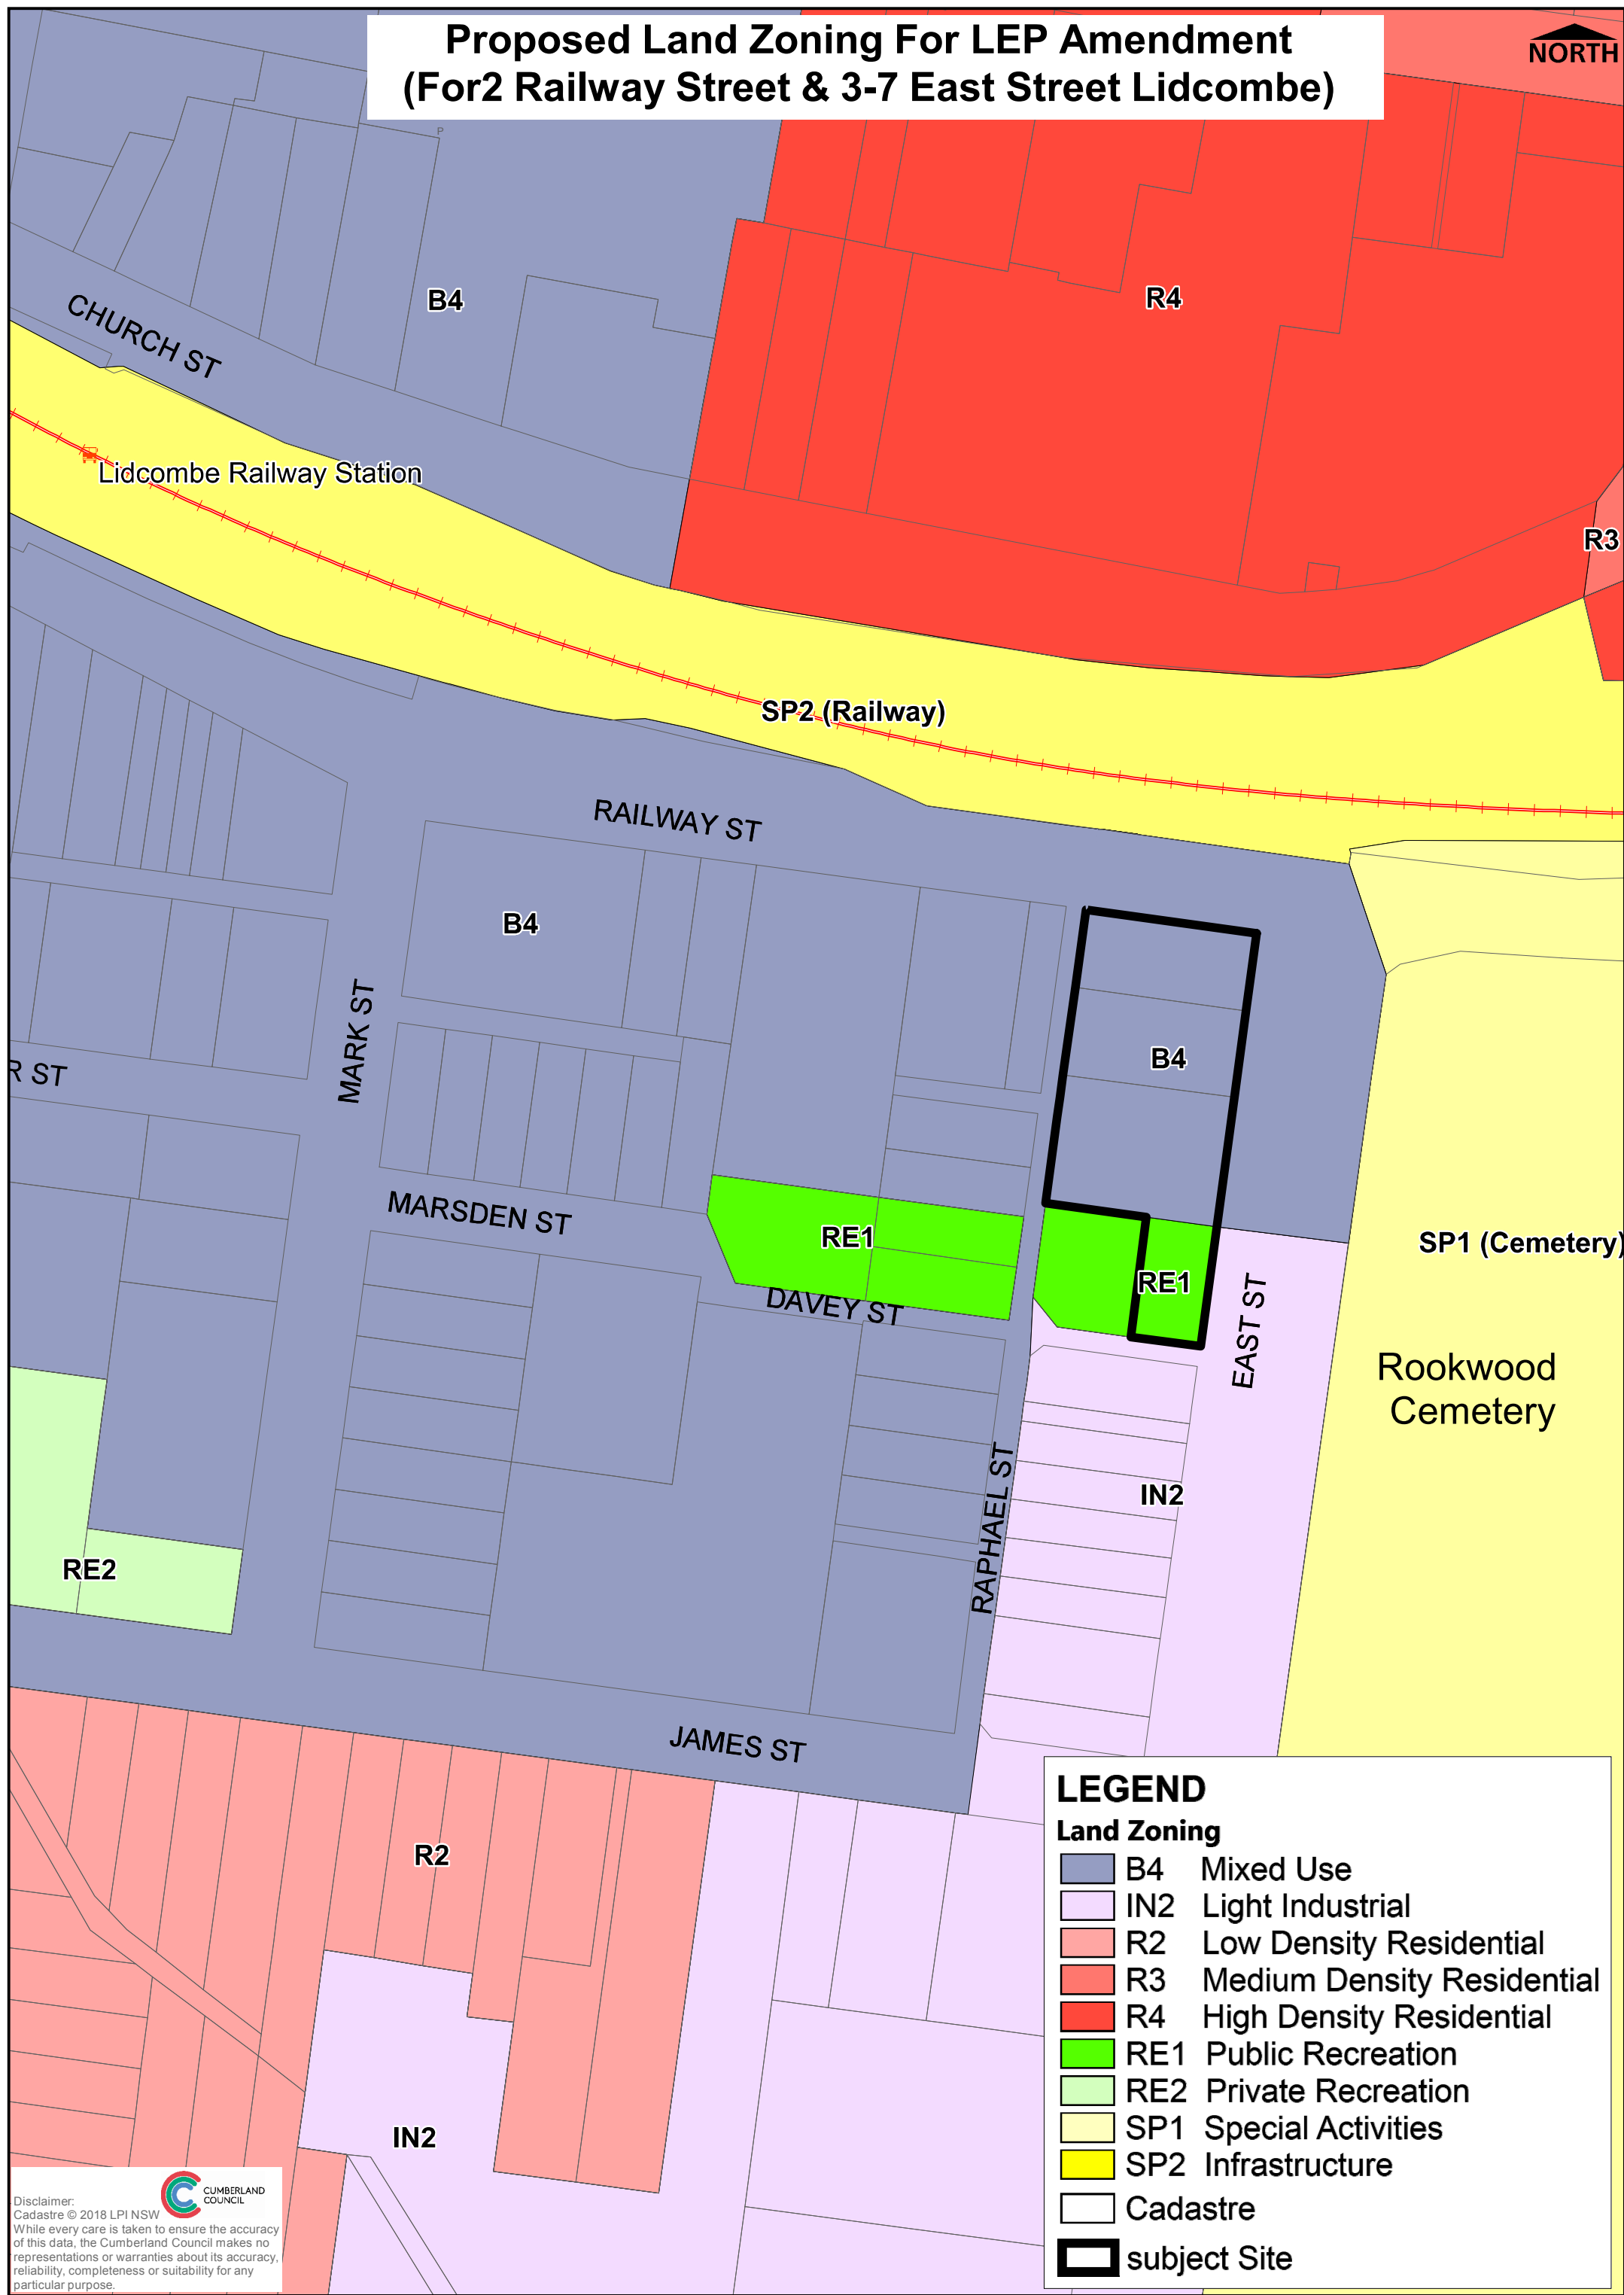 Proposed Land Zoning For LEP Amendment
(For2 Railway Street & 3-7 East Street Lidcombe)
NORTH
P
B4
R4
CHURCH ST
Lidcombe Railway Station
R3
SP2 (Railway)
RAILWAY ST
B4
MARK ST
B4
R ST
MARSDEN ST
RE1
SP1 (Cemetery)
RE1
DAVEY ST
EAST ST
Rookwood
Cemetery
RAPHAEL ST
IN2
RE2
JAMES ST
R2
IN2
LEGEND
Land Zoning
B4 Mixed Use
IN2 Light Industrial
R2 Low Density Residential
R3 Medium Density Residential
R4 High Density Residential
RE1 Public Recreation
RE2 Private Recreation
SP1 Special Activities
SP2 Infrastructure
Cadastre
subject Site
CUMBERLAND
COUNCIL
Disclaimer:
Cadastre © 2018 LPI NSW
While every care is taken to ensure the accuracy
of this data, the Cumberland Council makes no
representations or warranties about its accuracy,
reliability, completeness or suitability for any
particular purpose.